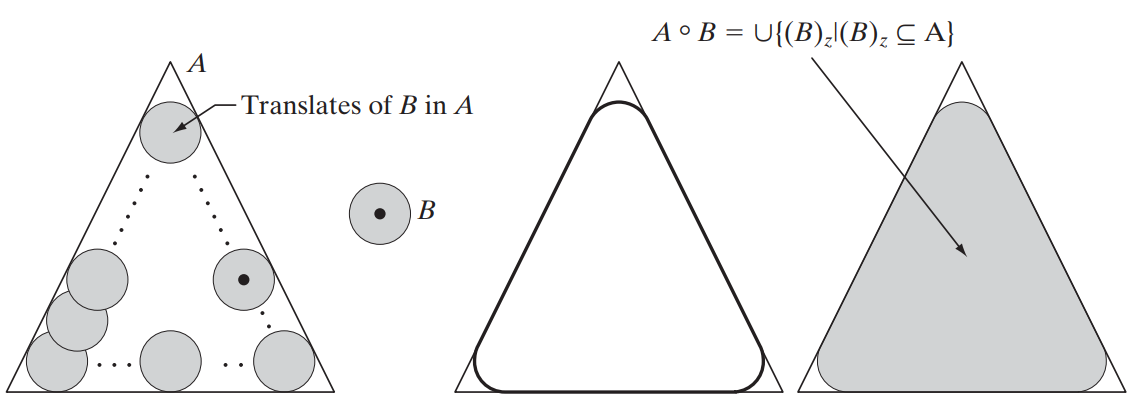 A ∘ B = ∪{(B)z|(B)z ⊆ A}
A
Translates of B in A
B